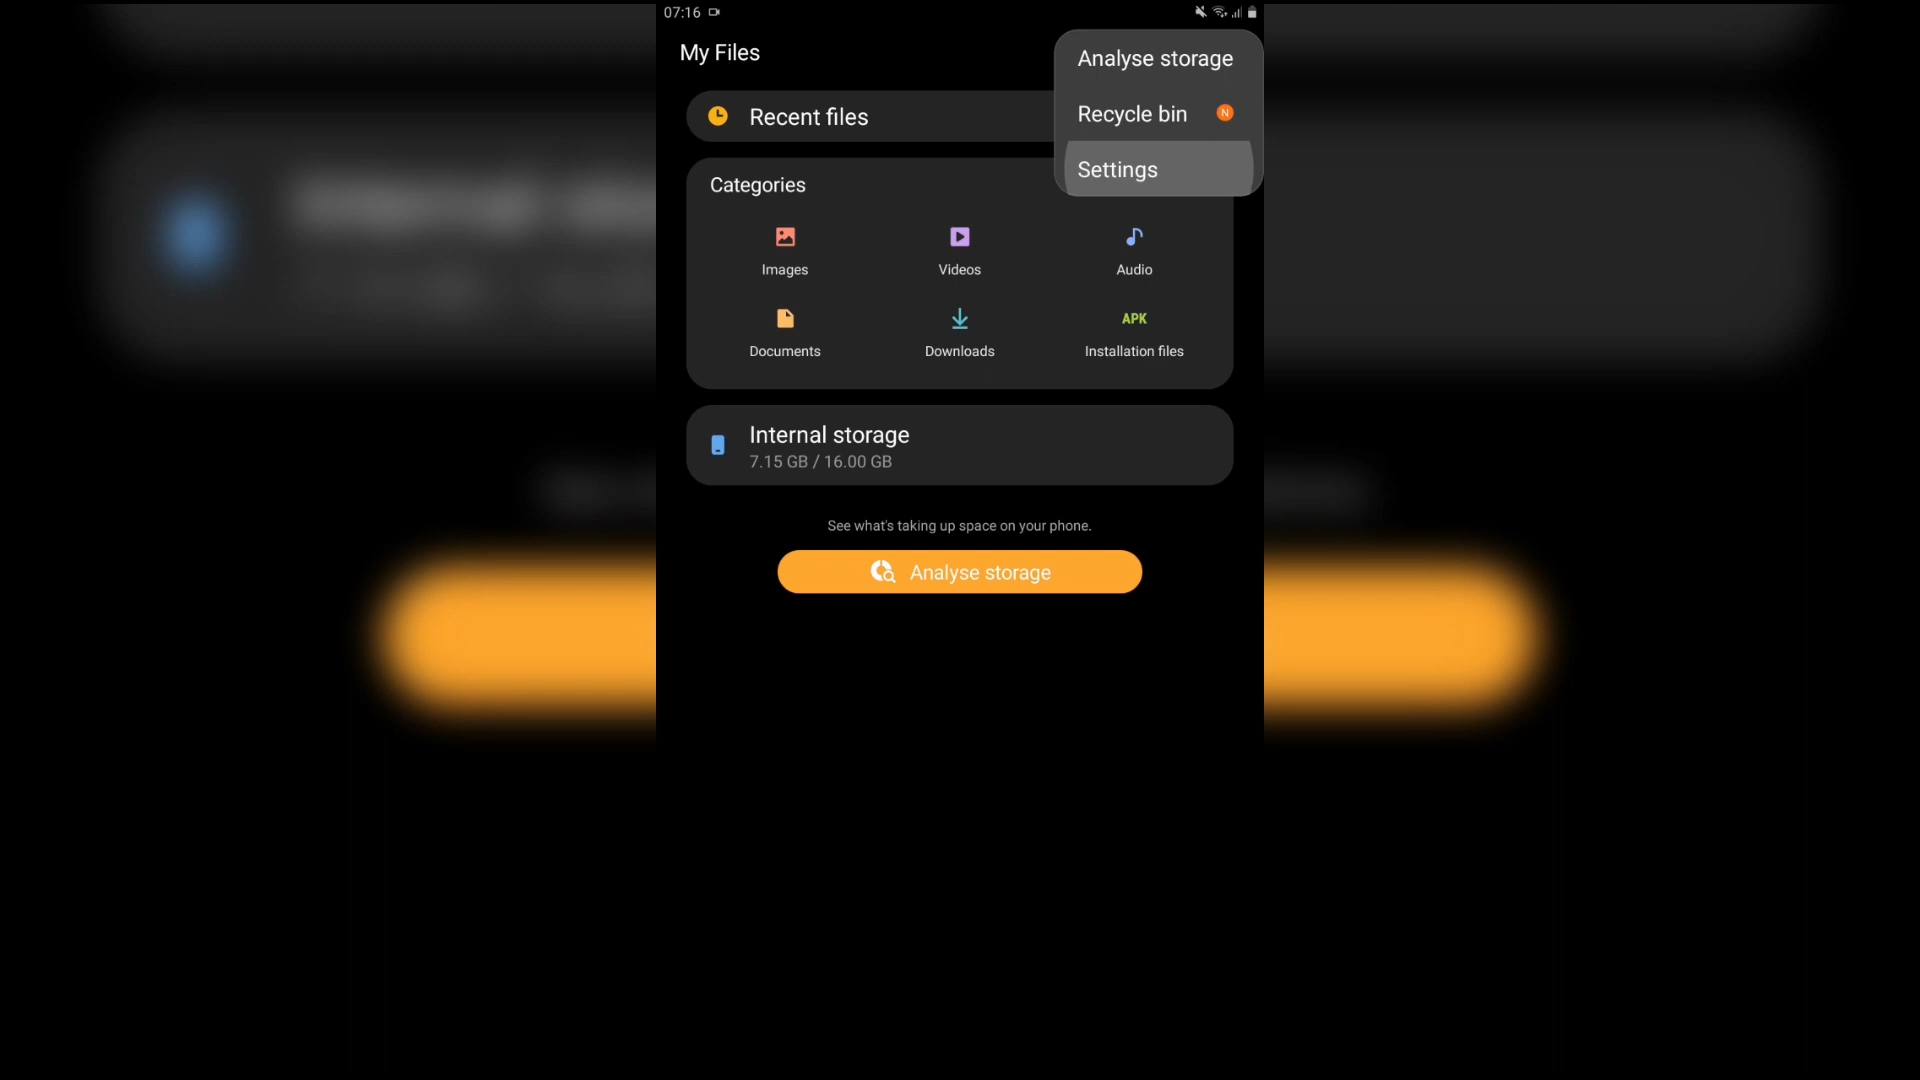 07:16
My Files
Analyse storage
Recycle bin N
Settings
Recent files
Categories
Images Videos Audio
APK
Documents Downloads Installation files
Internal storage
7.15 GB / 16.00 GB
See what's taking up space on your phone.
Analyse storage